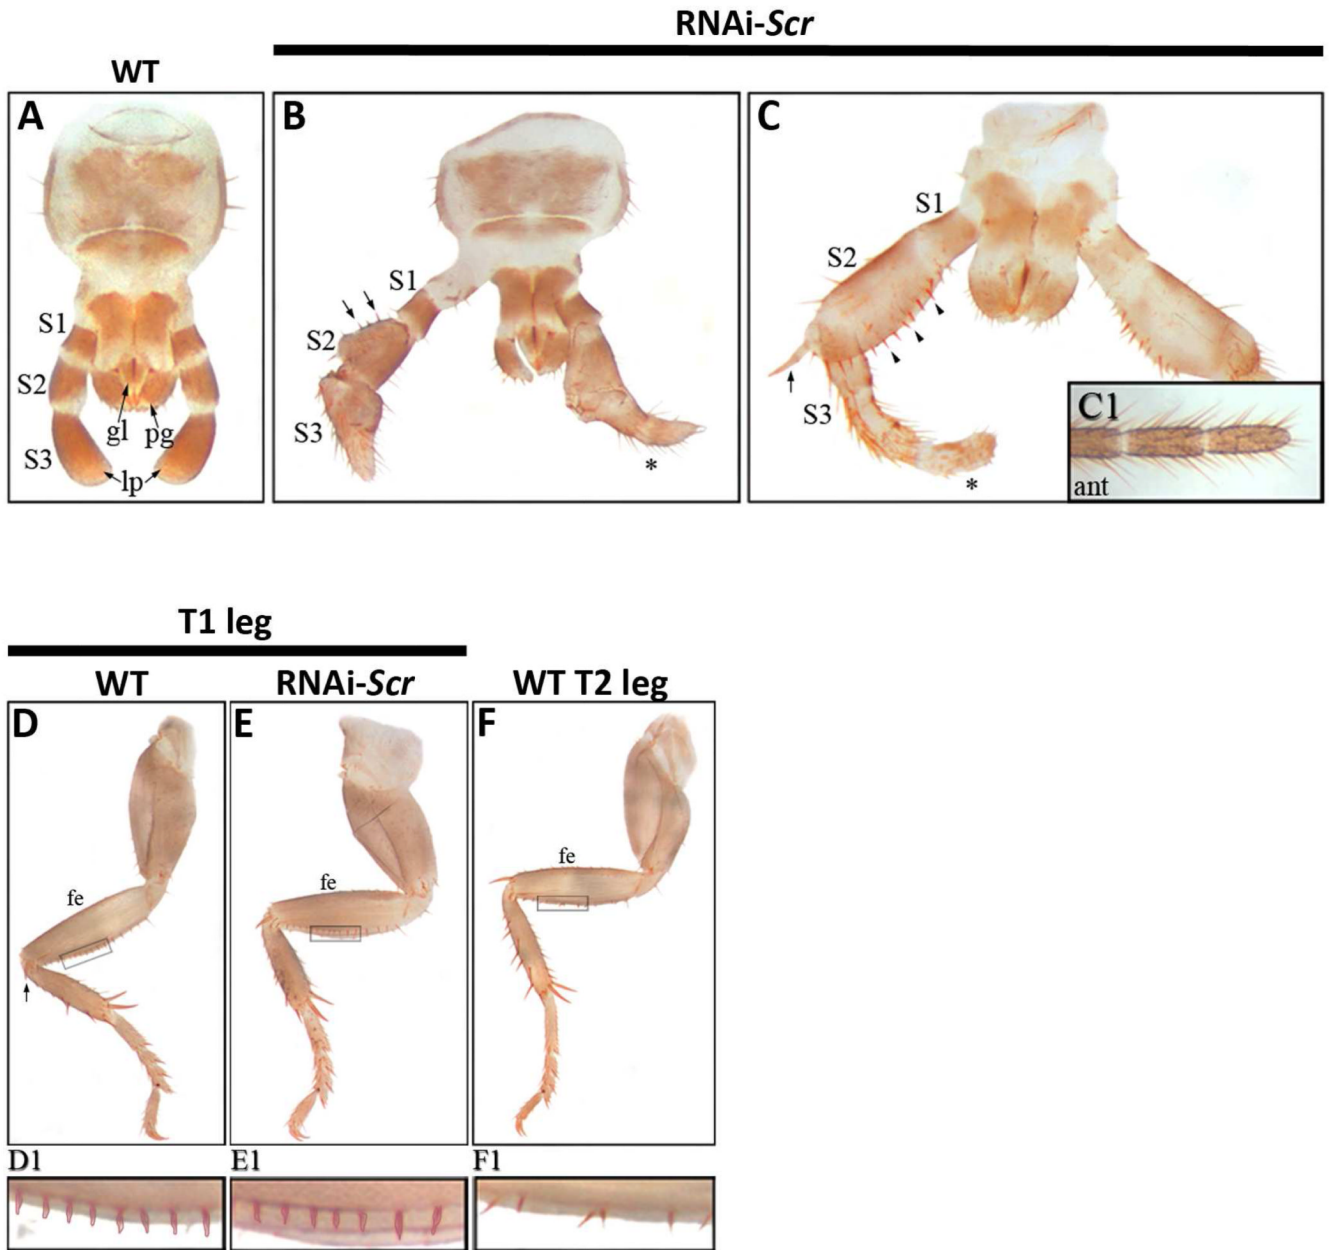 RNAi-Scr
WT
A
B
C
S1
S2
S3
gl
pg
lp
S1
S2
S3
*
S1
S2
S3
*
C1
ant
T1 leg
WT
RNAi-Scr
WT T2 leg
D
E
F
fe
fe
fe
D1
E1
F1